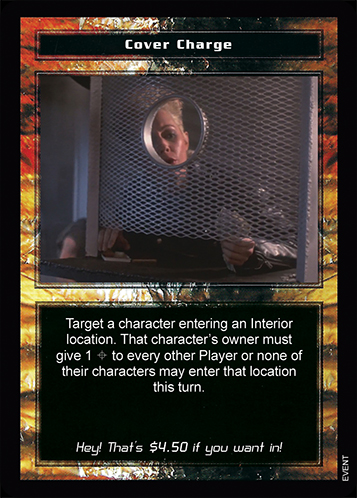 Cover Charge
Target a character entering an Interior
location. That character's owner must
give 1 ⌖ to every other Player or none of
their characters may enter that location
this turn.
Hey! That's $4.50 if you want in!
EVENT